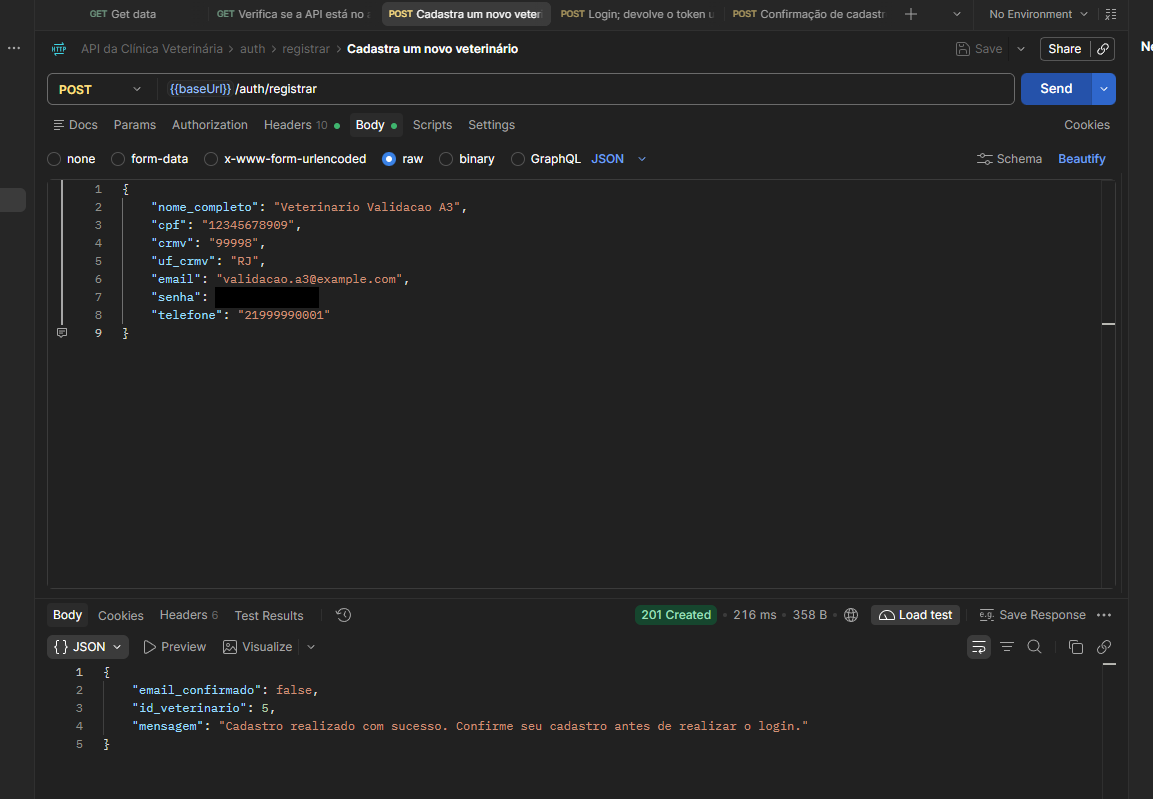 GET Get data
GET Verifica se a API está no a
POST Cadastra um novo veter
POST Login; devolve o token u
POST Confirmação de cadastr
No Environment
API da Clínica Veterinária > auth > registrar > Cadastra um novo veterinário
Save
Share
POST
{{baseUrl}} /auth/registrar
Send
Docs Params Authorization Headers 10 Body Scripts Settings
Cookies
none form-data x-www-form-urlencoded raw binary GraphQL JSON
Schema Beautify
1 {
2 "nome_completo": "Veterinario Validacao A3",
3 "cpf": "12345678909",
4 "crmv": "99998",
5 "uf_crmv": "RJ",
6 "email": "validacao.a3@example.com",
7 "senha":
8 "telefone": "21999990001"
9 }
Body Cookies Headers 6 Test Results
201 Created • 216 ms • 358 B •
Load test
e.g. Save Response
{} JSON Preview Visualize
1 {
2 "email_confirmado": false,
3 "id_veterinario": 5,
4 "mensagem": "Cadastro realizado com sucesso. Confirme seu cadastro antes de realizar o login."
5 }